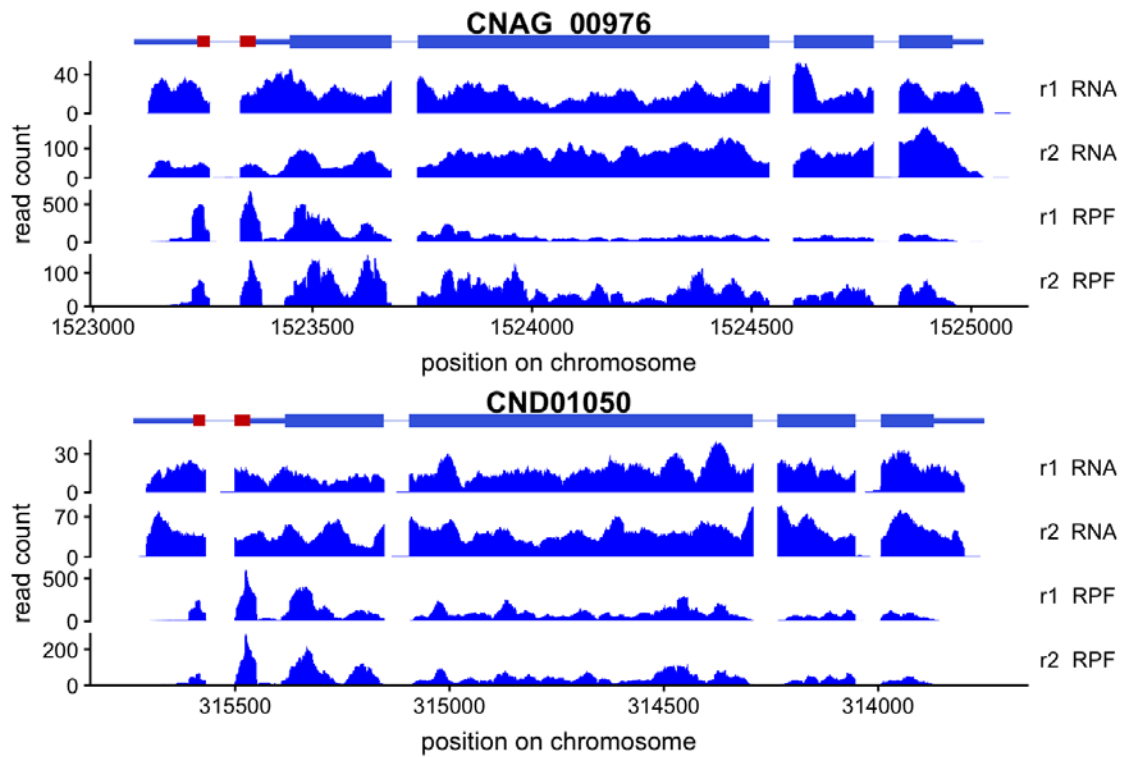 CNAG_00976
40
0
r1 RNA
100
0
r2 RNA
500
0
r1 RPF
100
0
r2 RPF
read count
1523000 1523500 1524000 1524500 1525000
position on chromosome
CND01050
30
0
r1 RNA
70
0
r2 RNA
500
0
r1 RPF
200
0
r2 RPF
read count
315500 315000 314500 314000
position on chromosome